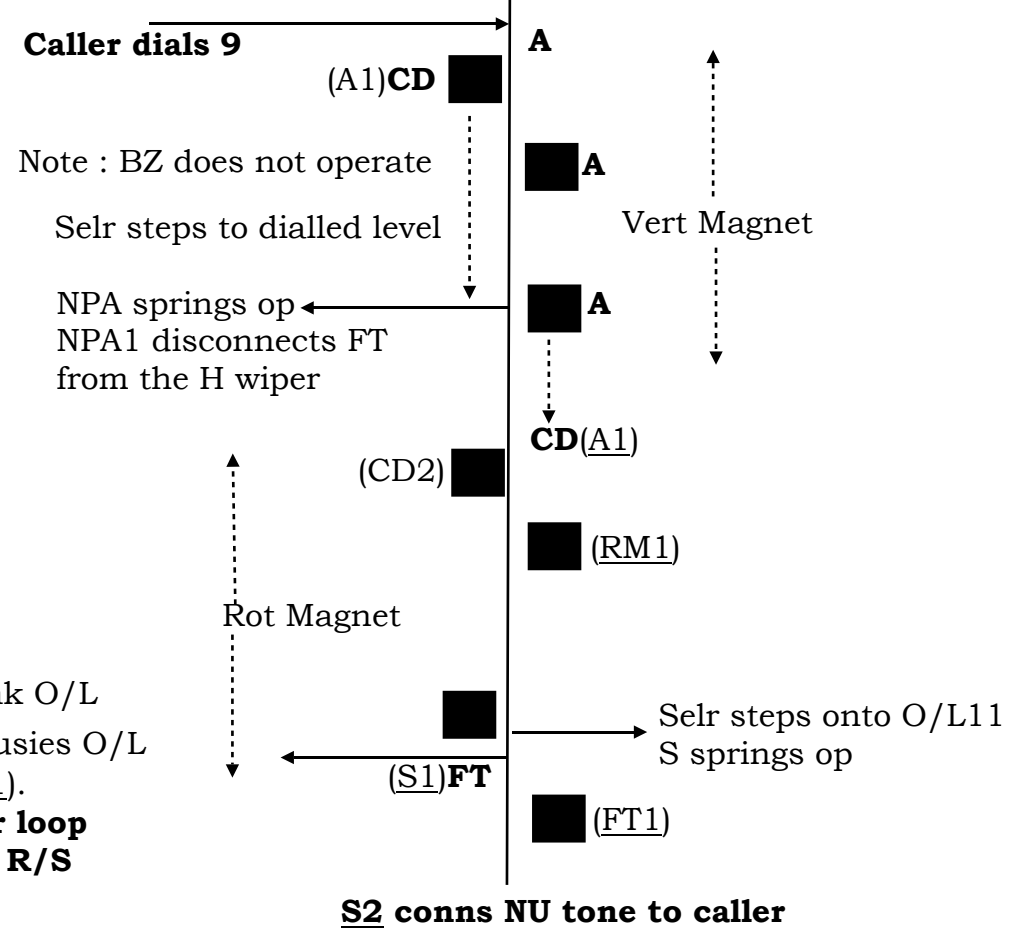 Caller dials 9
A
(A1)CD
Note : BZ does not operate
A
Selr steps to dialled level
Vert Magnet
NPA springs op
NPA1 disconnects FT
from the H wiper
A
CD(A1)
(CD2)
(RM1)
Rot Magnet
O/L
O/L
).
loop
R/S
Selr steps onto O/L11
S springs op
(S1)FT
(FT1)
S2 conns NU tone to caller